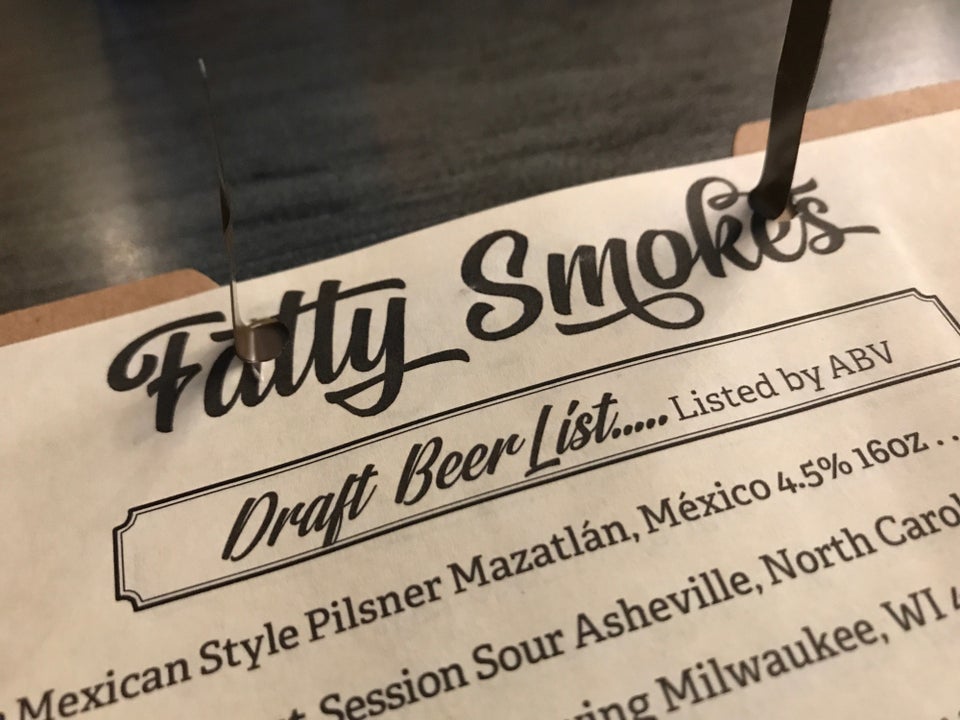 Fatty Smokes
Draft Beer List..... Listed by ABV
Mexican Style Pilsner Mazatlán, México 4.5% 16oz . .
Session Sour Asheville, North
Milwaukee, WI